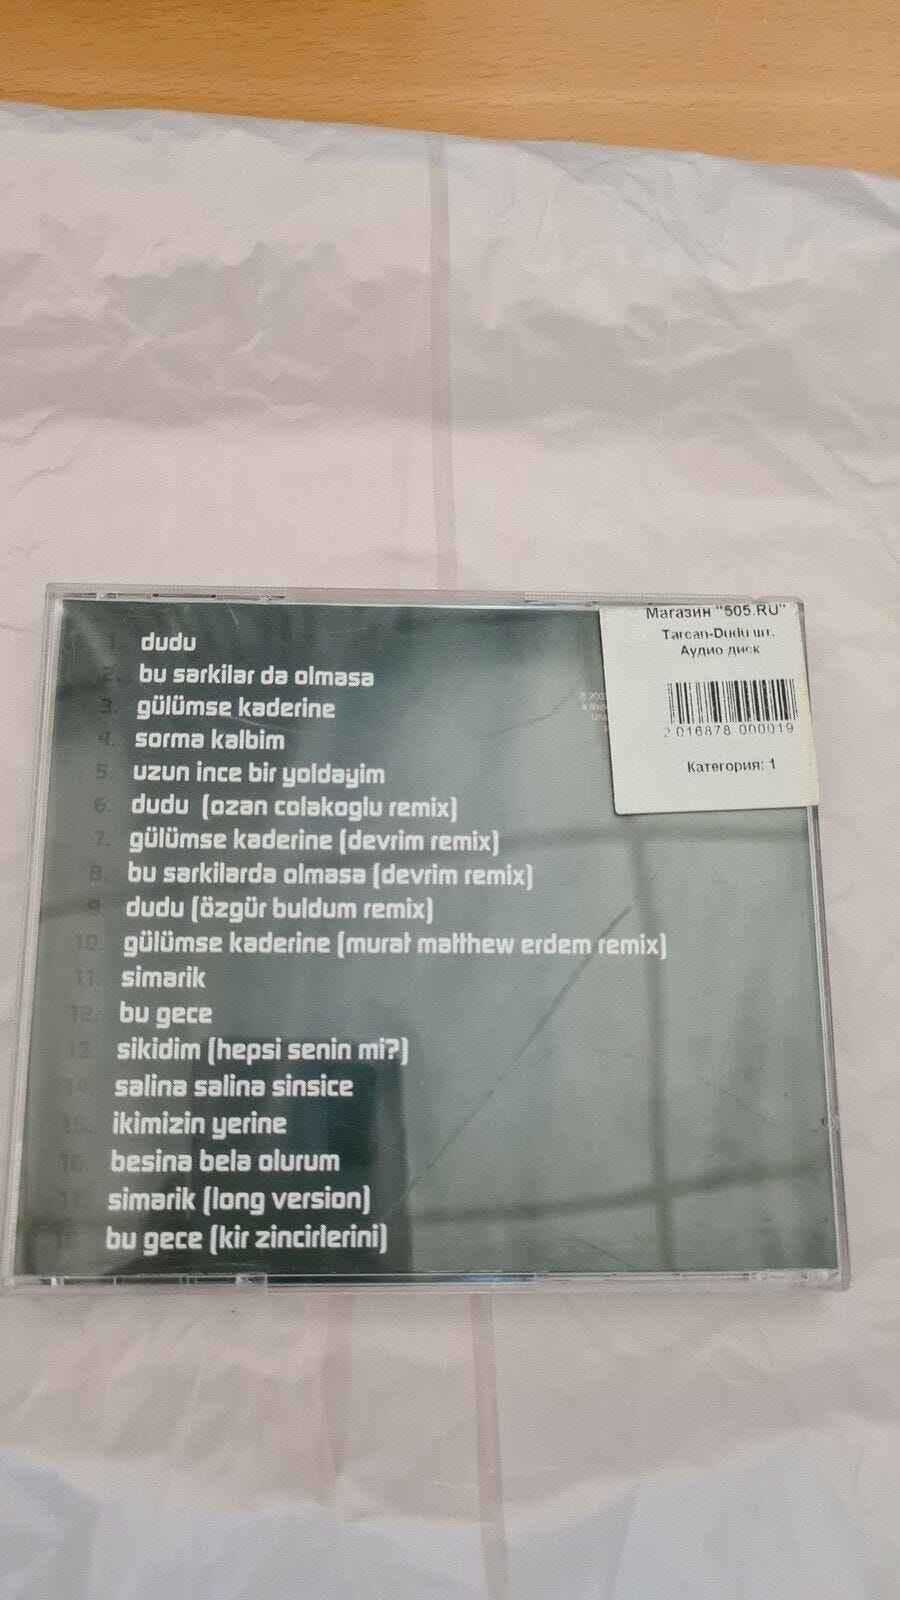 Магазин "505.RU"
Tarcan-Dudu шт.
Аудио диск
2 016878 000019
Категория: 1
1. dudu
2. bu sarkilar da olmasa
3. gülümse kaderine
4. sorma kalbim
5. uzun ince bir yoldayim
6. dudu (ozan colakoglu remix)
7. gülümse kaderine (devrim remix)
8. bu sarkilarda olmasa (devrim remix)
9. dudu (özgür buldum remix)
10. gülümse kaderine (murat matthew erdem remix)
11. simarik
12. bu gece
13. sikidim (hepsi senin mi?)
14. salina salina sinsice
15. ikimizin yerine
16. besina bela olurum
17. simarik (long version)
18. bu gece (kir zincirlerini)